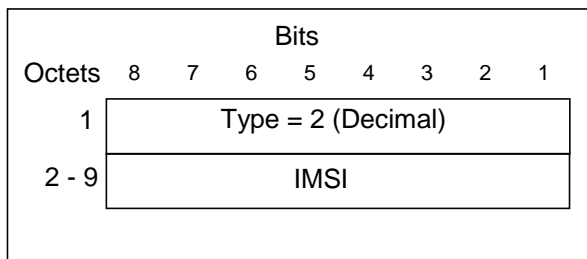 Bits
Octets 8 7 6 5 4 3 2 1
1 Type = 2 (Decimal)
2 - 9 IMSI